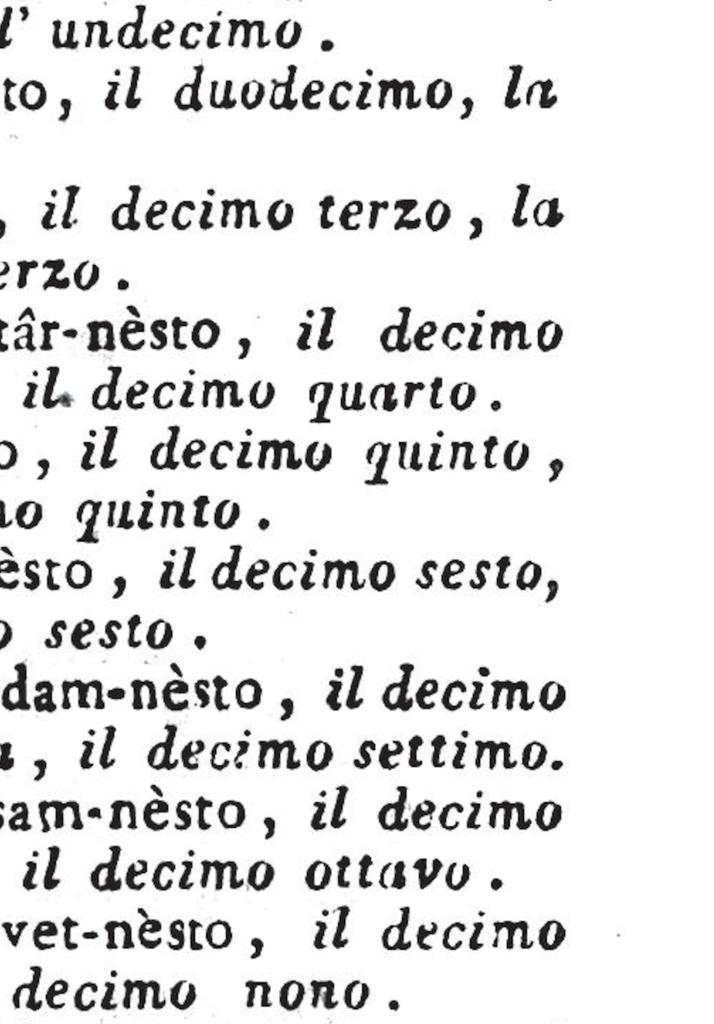 l' undecimo .
to, il duodecimo, la
, il decimo terzo , la
erzo .
târ-nèsto , il decimo
il decimo quarto .
o , il decimo quinto ,
no quinto .
èsto , il decimo sesto,
o sesto .
dam-nèsto , il decimo
a , il decimo settimo.
sam-nèsto , il decimo
il decimo ottavo .
vet-nèsto , il decimo
decimo nono .